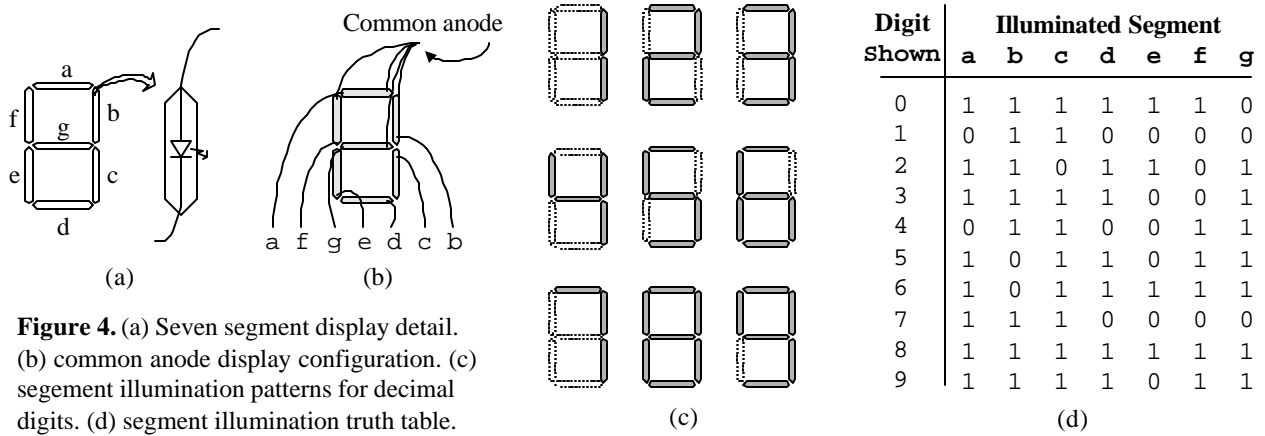 a
f
b
g
e
c
d
(a)
Common anode
a f g e d c b
(b)
(c)
Digit Illuminated Segment
Shown a b c d e f g
0 1 1 1 1 1 1 0
1 0 1 1 0 0 0 0
2 1 1 0 1 1 0 1
3 1 1 1 1 0 0 1
4 0 1 1 0 0 1 1
5 1 0 1 1 0 1 1
6 1 0 1 1 1 1 1
7 1 1 1 0 0 0 0
8 1 1 1 1 1 1 1
9 1 1 1 1 0 1 1
(d)
Figure 4. (a) Seven segment display detail.
(b) common anode display configuration. (c)
segement illumination patterns for decimal
digits. (d) segment illumination truth table.